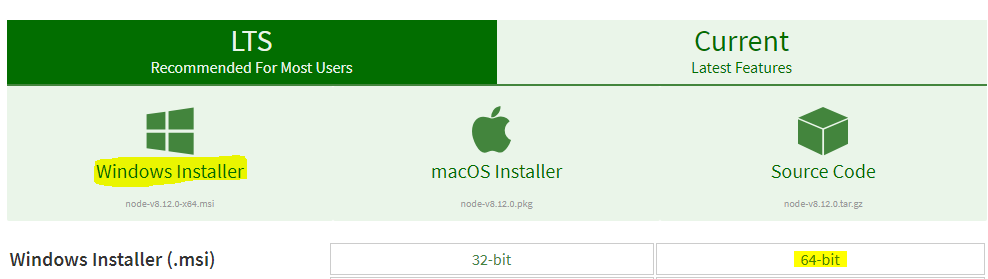 LTS
Recommended For Most Users
Current
Latest Features
Windows Installer
macOS Installer
Source Code
node-v8.12.0-x64.msi
node-v8.12.0.pkg
node-v8.12.0.tar.gz
Windows Installer (.msi)
32-bit
64-bit